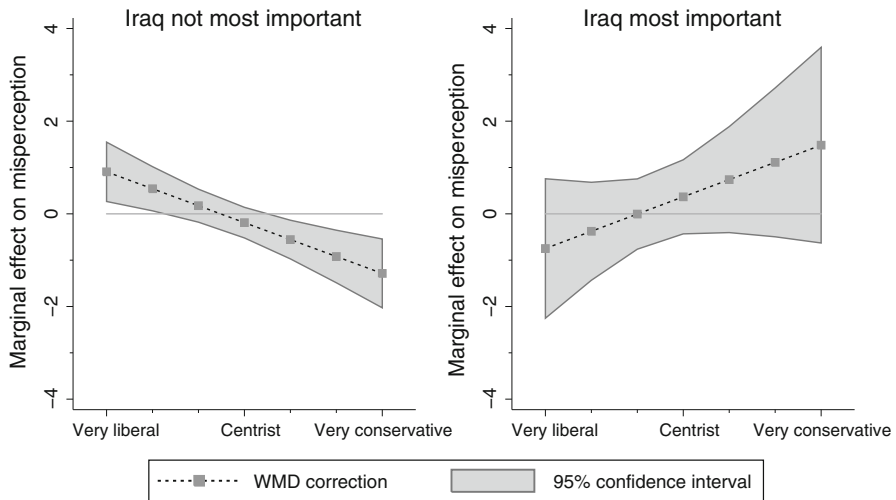 Iraq not most important
Marginal effect on misperception
4
2
0
−2
−4
Very liberal Centrist Very conservative
Iraq most important
Marginal effect on misperception
4
2
0
−2
−4
Very liberal Centrist Very conservative
WMD correction 95% confidence interval